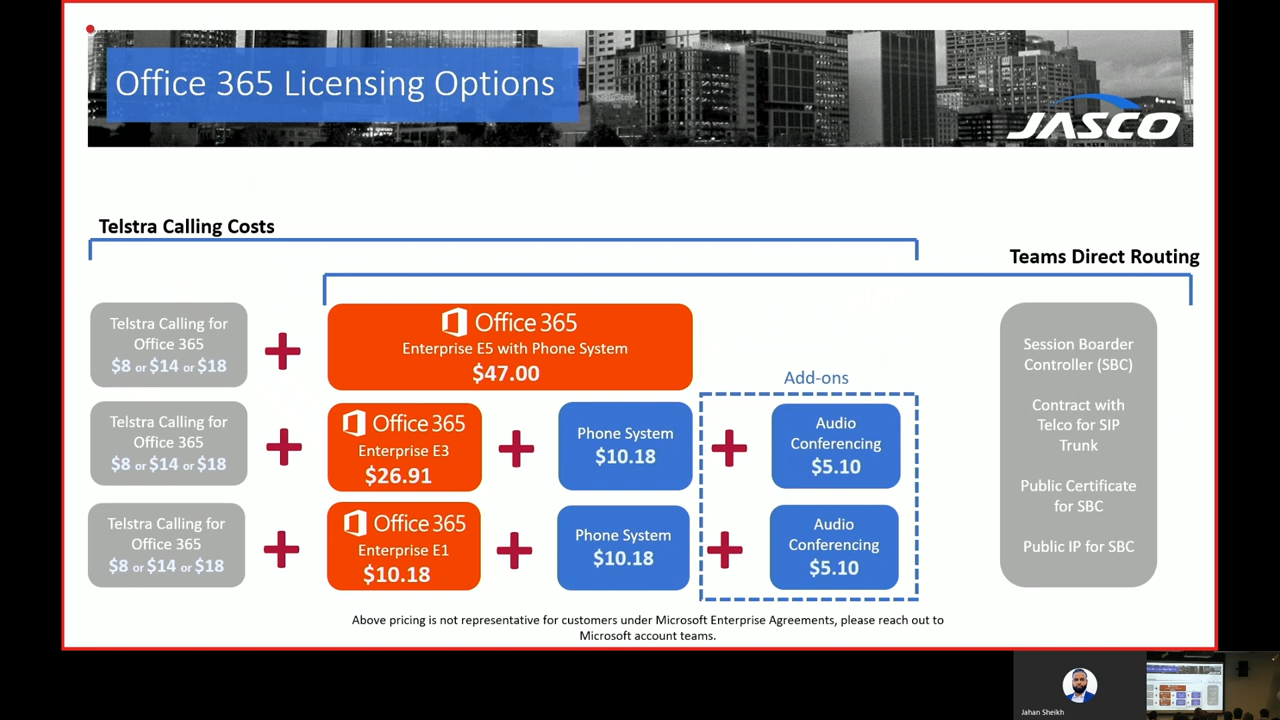 Office 365 Licensing Options
JASCO
Telstra Calling Costs
Teams Direct Routing
Telstra Calling for
Office 365
$8 or $14 or $18
Office 365
Enterprise E5 with Phone System
$47.00
Add-ons
Telstra Calling for
Office 365
$8 or $14 or $18
Office 365
Enterprise E3
$26.91
Phone System
$10.18
Audio
Conferencing
$5.10
Telstra Calling for
Office 365
$8 or $14 or $18
Office 365
Enterprise E1
$10.18
Phone System
$10.18
Audio
Conferencing
$5.10
Session Boarder
Controller (SBC)
Contract with
Telco for SIP
Trunk
Public Certificate
for SBC
Public IP for SBC
Above pricing is not representative for customers under Microsoft Enterprise Agreements, please reach out to
Microsoft account teams.
Jahan Sheikh